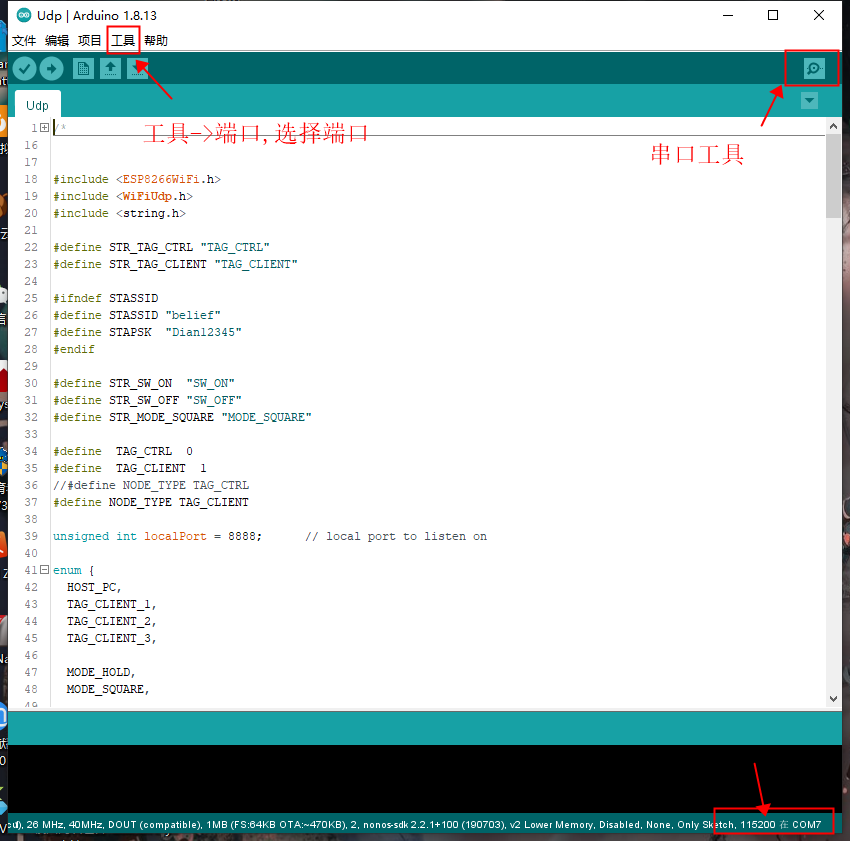 Udp | Arduino 1.8.13
文件 编辑 项目 工具 帮助
Udp
工具->端口,选择端口
串口工具
1 /*
16
17
18 #include <ESP8266WiFi.h>
19 #include <WiFiUdp.h>
20 #include <string.h>
21
22 #define STR_TAG_CTRL "TAG_CTRL"
23 #define STR_TAG_CLIENT "TAG_CLIENT"
24
25 #ifndef STASSID
26 #define STASSID "belief"
27 #define STAPSK  "Dian12345"
28 #endif
29
30 #define STR_SW_ON  "SW_ON"
31 #define STR_SW_OFF "SW_OFF"
32 #define STR_MODE_SQUARE "MODE_SQUARE"
33
34 #define  TAG_CTRL  0
35 #define  TAG_CLIENT  1
36 //#define NODE_TYPE TAG_CTRL
37 #define NODE_TYPE TAG_CLIENT
38
39 unsigned int localPort = 8888;      // local port to listen on
40
41 enum {
42   HOST_PC,
43   TAG_CLIENT_1,
44   TAG_CLIENT_2,
45   TAG_CLIENT_3,
46
47   MODE_HOLD,
48   MODE_SQUARE,
49
26 MHz, 40MHz, DOUT (compatible), 1MB (FS:64KB OTA:~470KB), 2, nonos-sdk 2.2.1+100 (190703), v2 Lower Memory, Disabled, None, Only Sketch, 115200 在 COM7